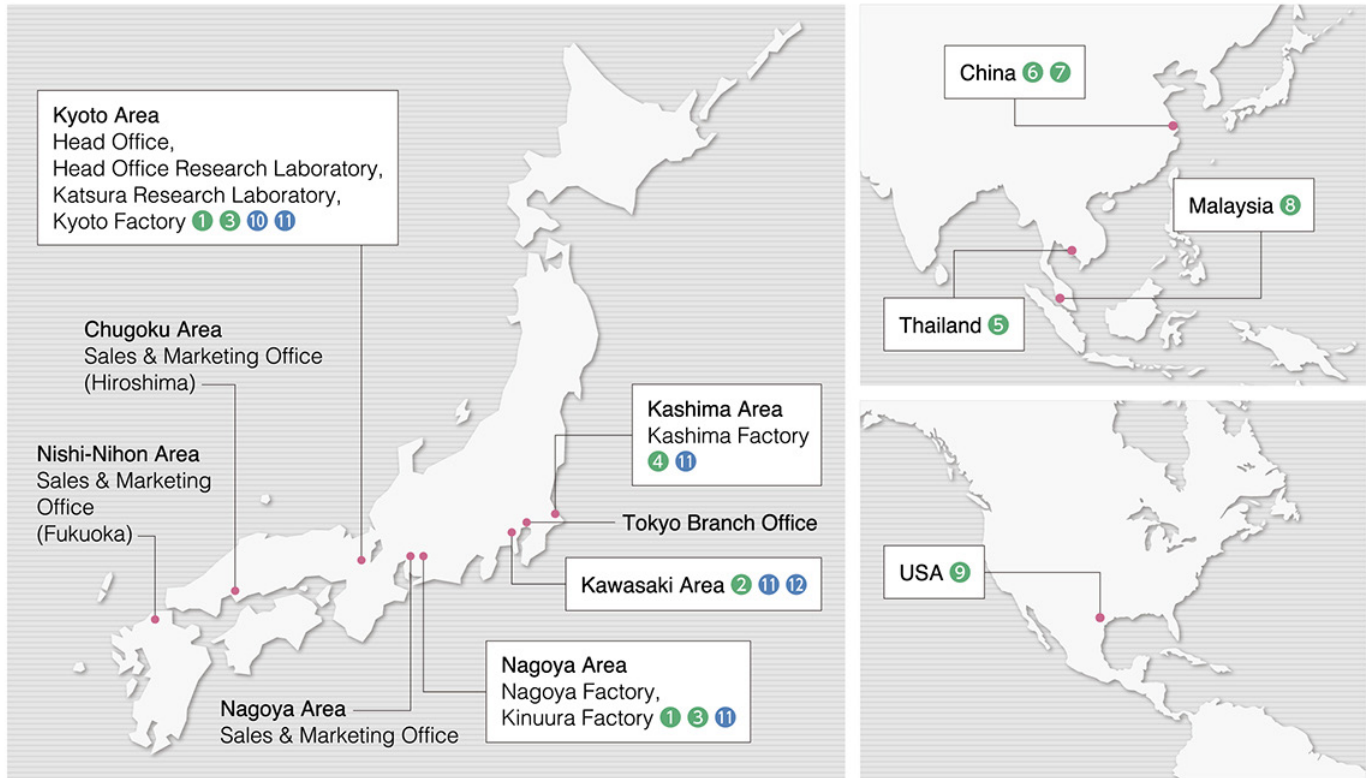 Kyoto Area
Head Office,
Head Office Research Laboratory,
Katsura Research Laboratory,
Kyoto Factory 1 3 10 11
Chugoku Area
Sales & Marketing Office
(Hiroshima)
Nishi-Nihon Area
Sales & Marketing
Office
(Fukuoka)
Kashima Area
Kashima Factory
4 11
Tokyo Branch Office
Kawasaki Area 2 11 12
Nagoya Area
Nagoya Factory,
Kinuura Factory 1 3 11
Nagoya Area
Sales & Marketing Office
China 6 7
Malaysia 8
Thailand 5
USA 9